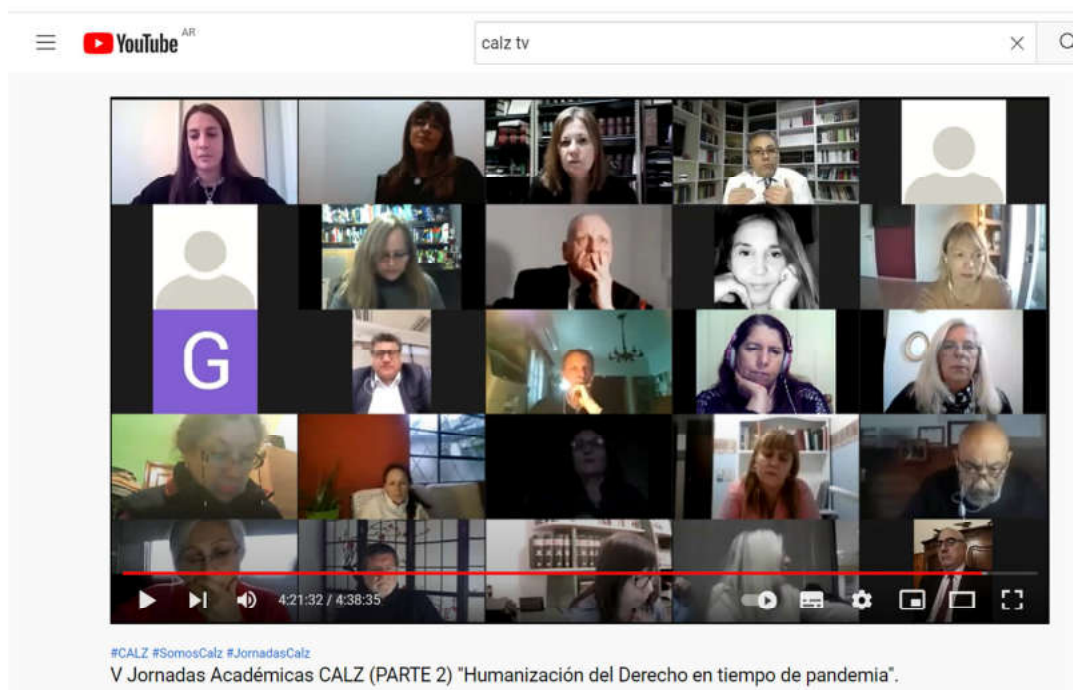 YouTube AR
calz tv
G
4:21:32 / 4:38:35
#CALZ #SomosCalz #JornadasCalz
V Jornadas Académicas CALZ (PARTE 2) "Humanización del Derecho en tiempo de pandemia".